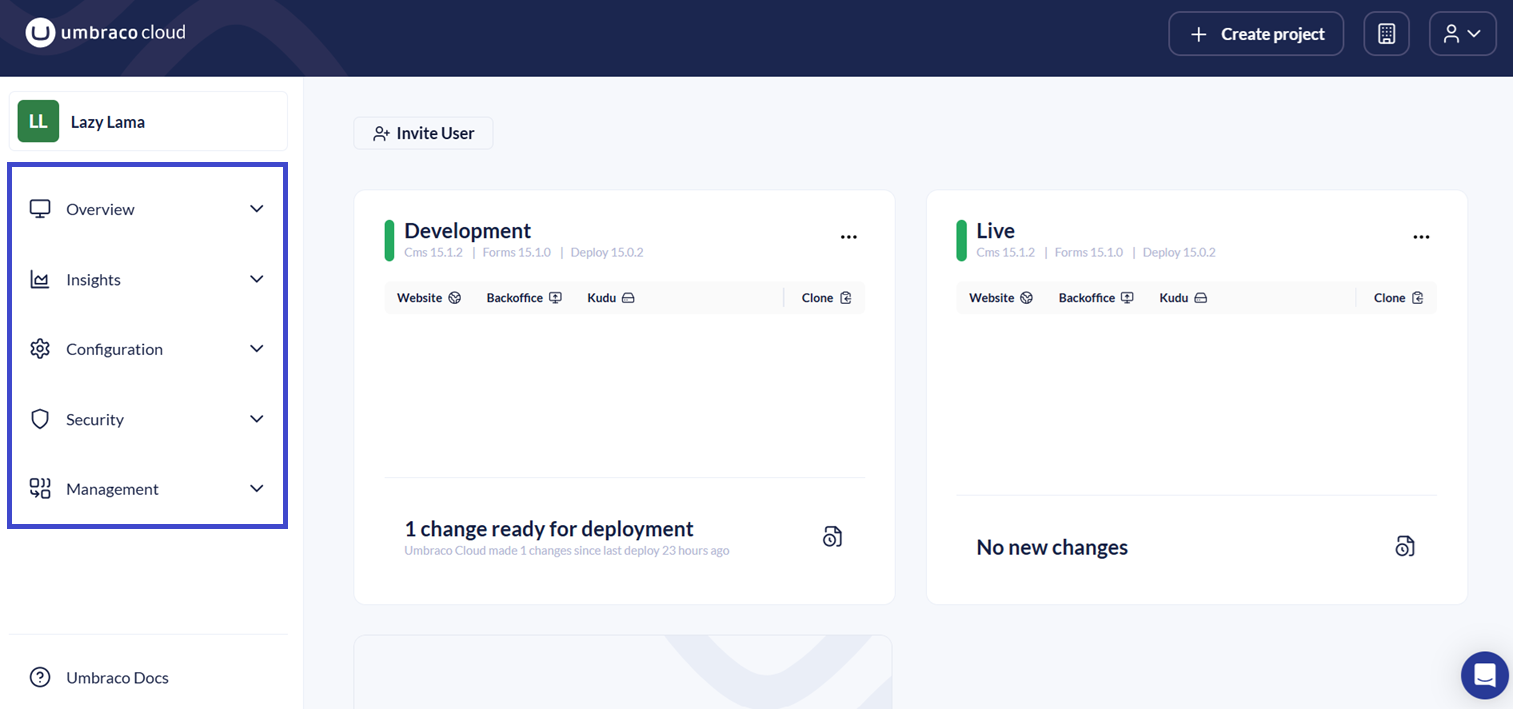 umbraco cloud
Create project
LL Lazy Lama
Overview
Insights
Configuration
Security
Management
Umbraco Docs
Invite User
Development
Cms 15.1.2 | Forms 15.1.0 | Deploy 15.0.2
Website Backoffice Kudu Clone
1 change ready for deployment
Umbraco Cloud made 1 changes since last deploy 23 hours ago
Live
Cms 15.1.2 | Forms 15.1.0 | Deploy 15.0.2
Website Backoffice Kudu Clone
No new changes